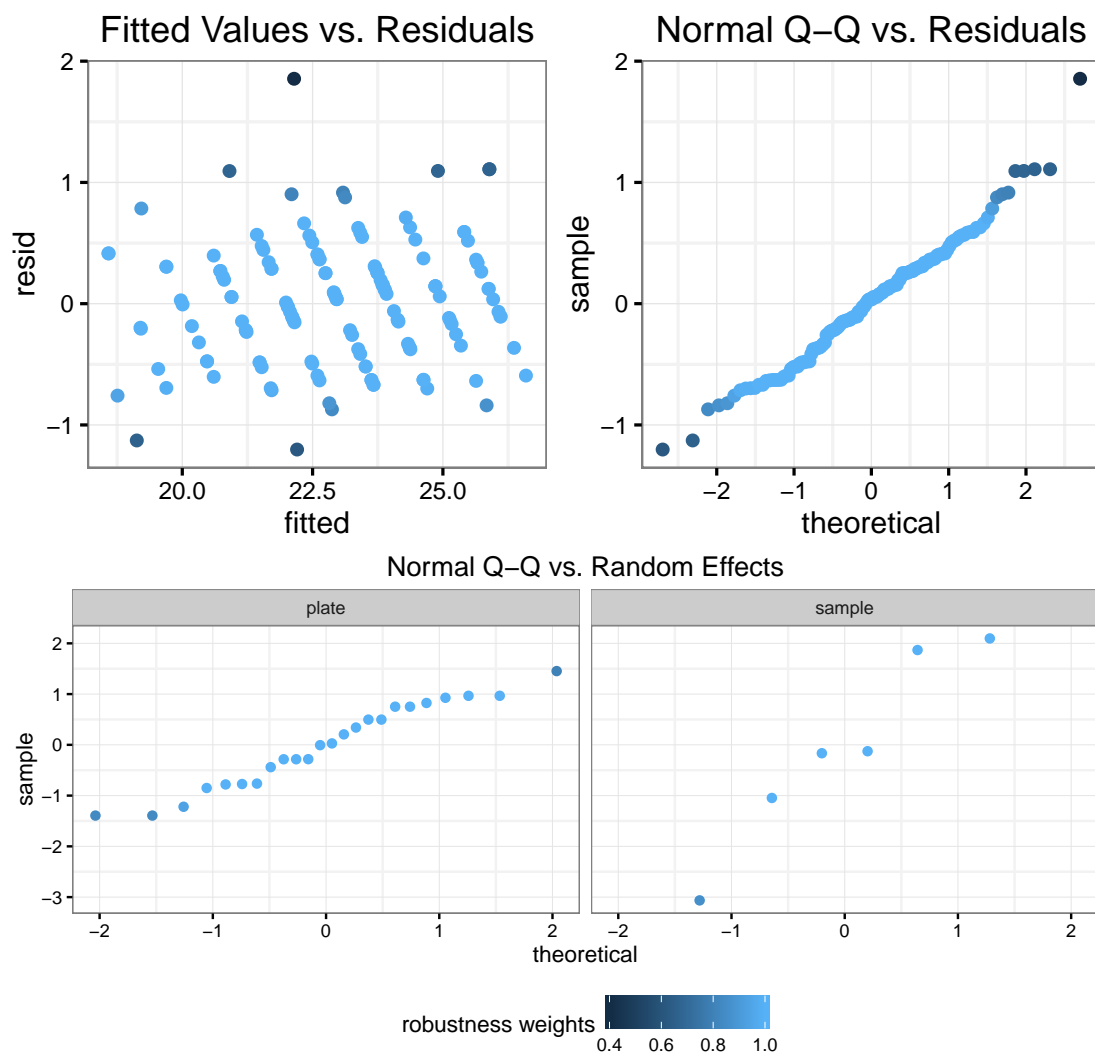 Fitted Values vs. Residuals
Normal Q−Q vs. Residuals
resid
2
1
0
−1
20.0 22.5 25.0
fitted
sample
2
1
0
−1
−2 −1 0 1 2
theoretical
Normal Q−Q vs. Random Effects
plate
sample
sample
2
1
0
−1
−2
−3
−2 −1 0 1 2
−2 −1 0 1 2
theoretical
robustness weights
0.4 0.6 0.8 1.0